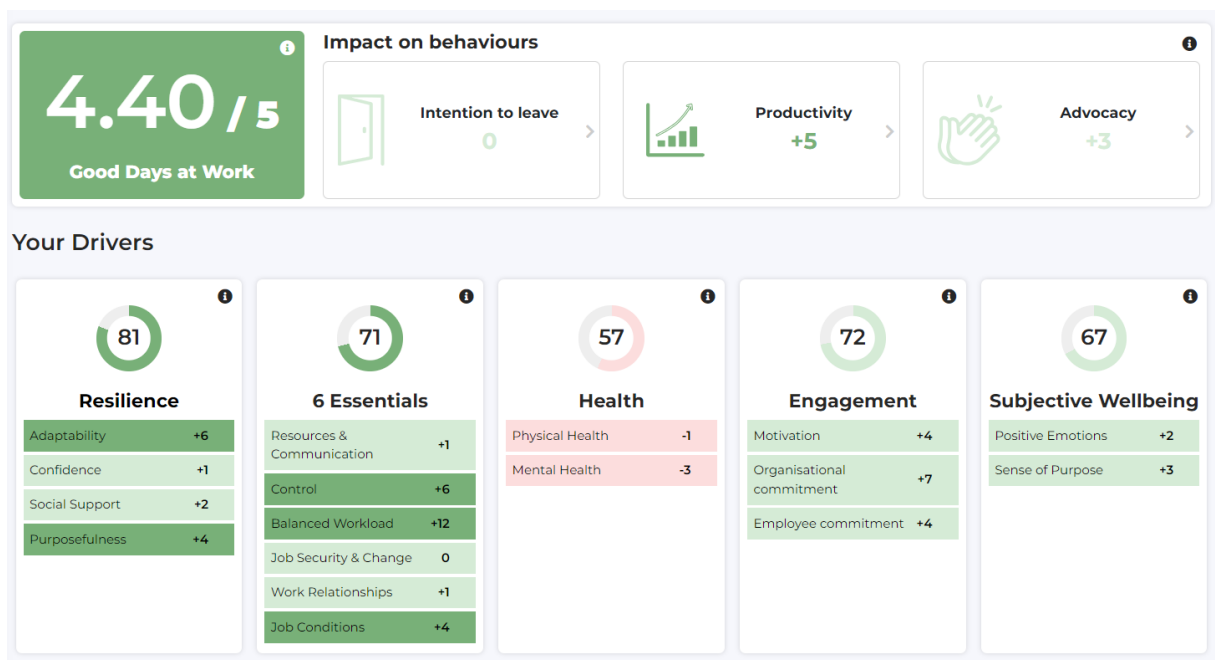 Impact on behaviours
4.40 / 5
Good Days at Work
Intention to leave
0
Productivity
+5
Advocacy
+3
Your Drivers
81
Resilience
Adaptability +6
Confidence +1
Social Support +2
Purposefulness +4
71
6 Essentials
Resources &
Communication +1
Control +6
Balanced Workload +12
Job Security & Change 0
Work Relationships +1
Job Conditions +4
57
Health
Physical Health -1
Mental Health -3
72
Engagement
Motivation +4
Organisational
commitment +7
Employee commitment +4
67
Subjective Wellbeing
Positive Emotions +2
Sense of Purpose +3